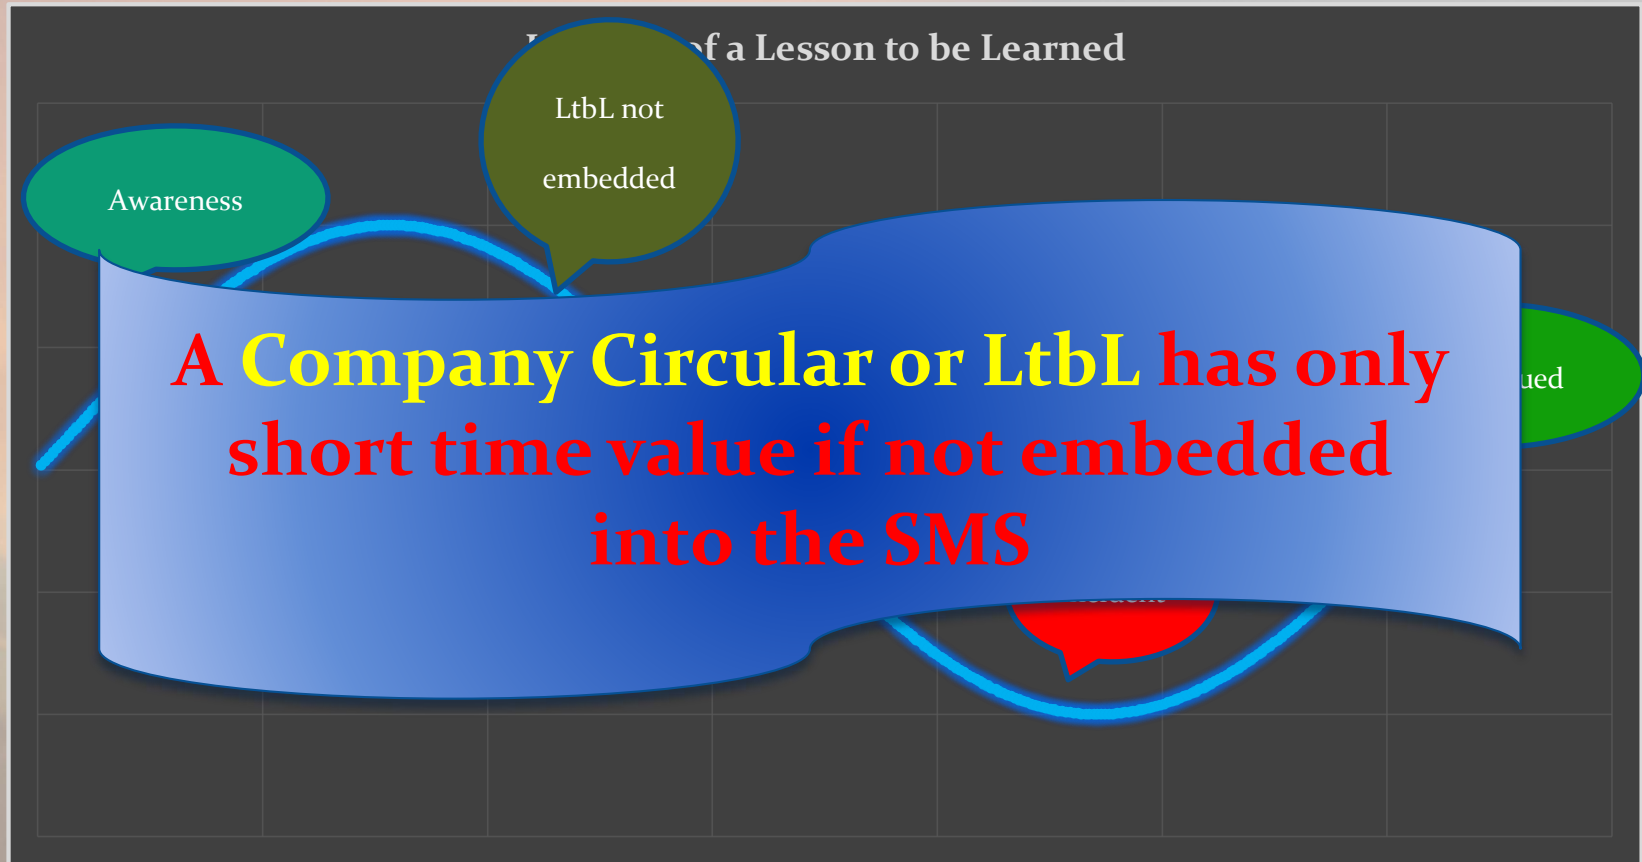 of a Lesson to be Learned
LtbL not
embedded
Awareness
A Company Circular or LtbL has only
short time value if not embedded
into the SMS